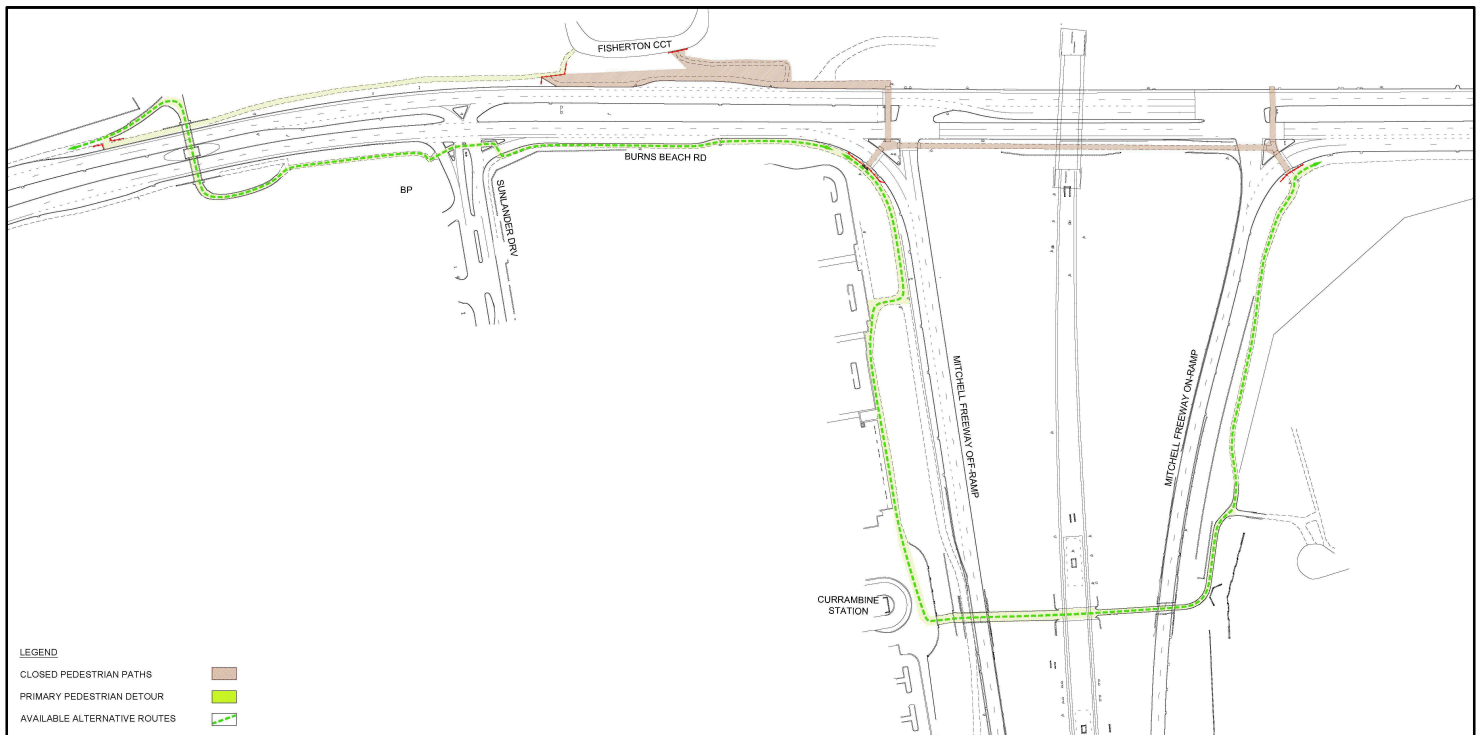 FISHERTON CCT
BURNS BEACH RD
BP
SUNLANDER DRV
MITCHELL FREEWAY OFF-RAMP
MITCHELL FREEWAY ON-RAMP
CURRAMBINE
STATION
LEGEND
CLOSED PEDESTRIAN PATHS
PRIMARY PEDESTRIAN DETOUR
AVAILABLE ALTERNATIVE ROUTES